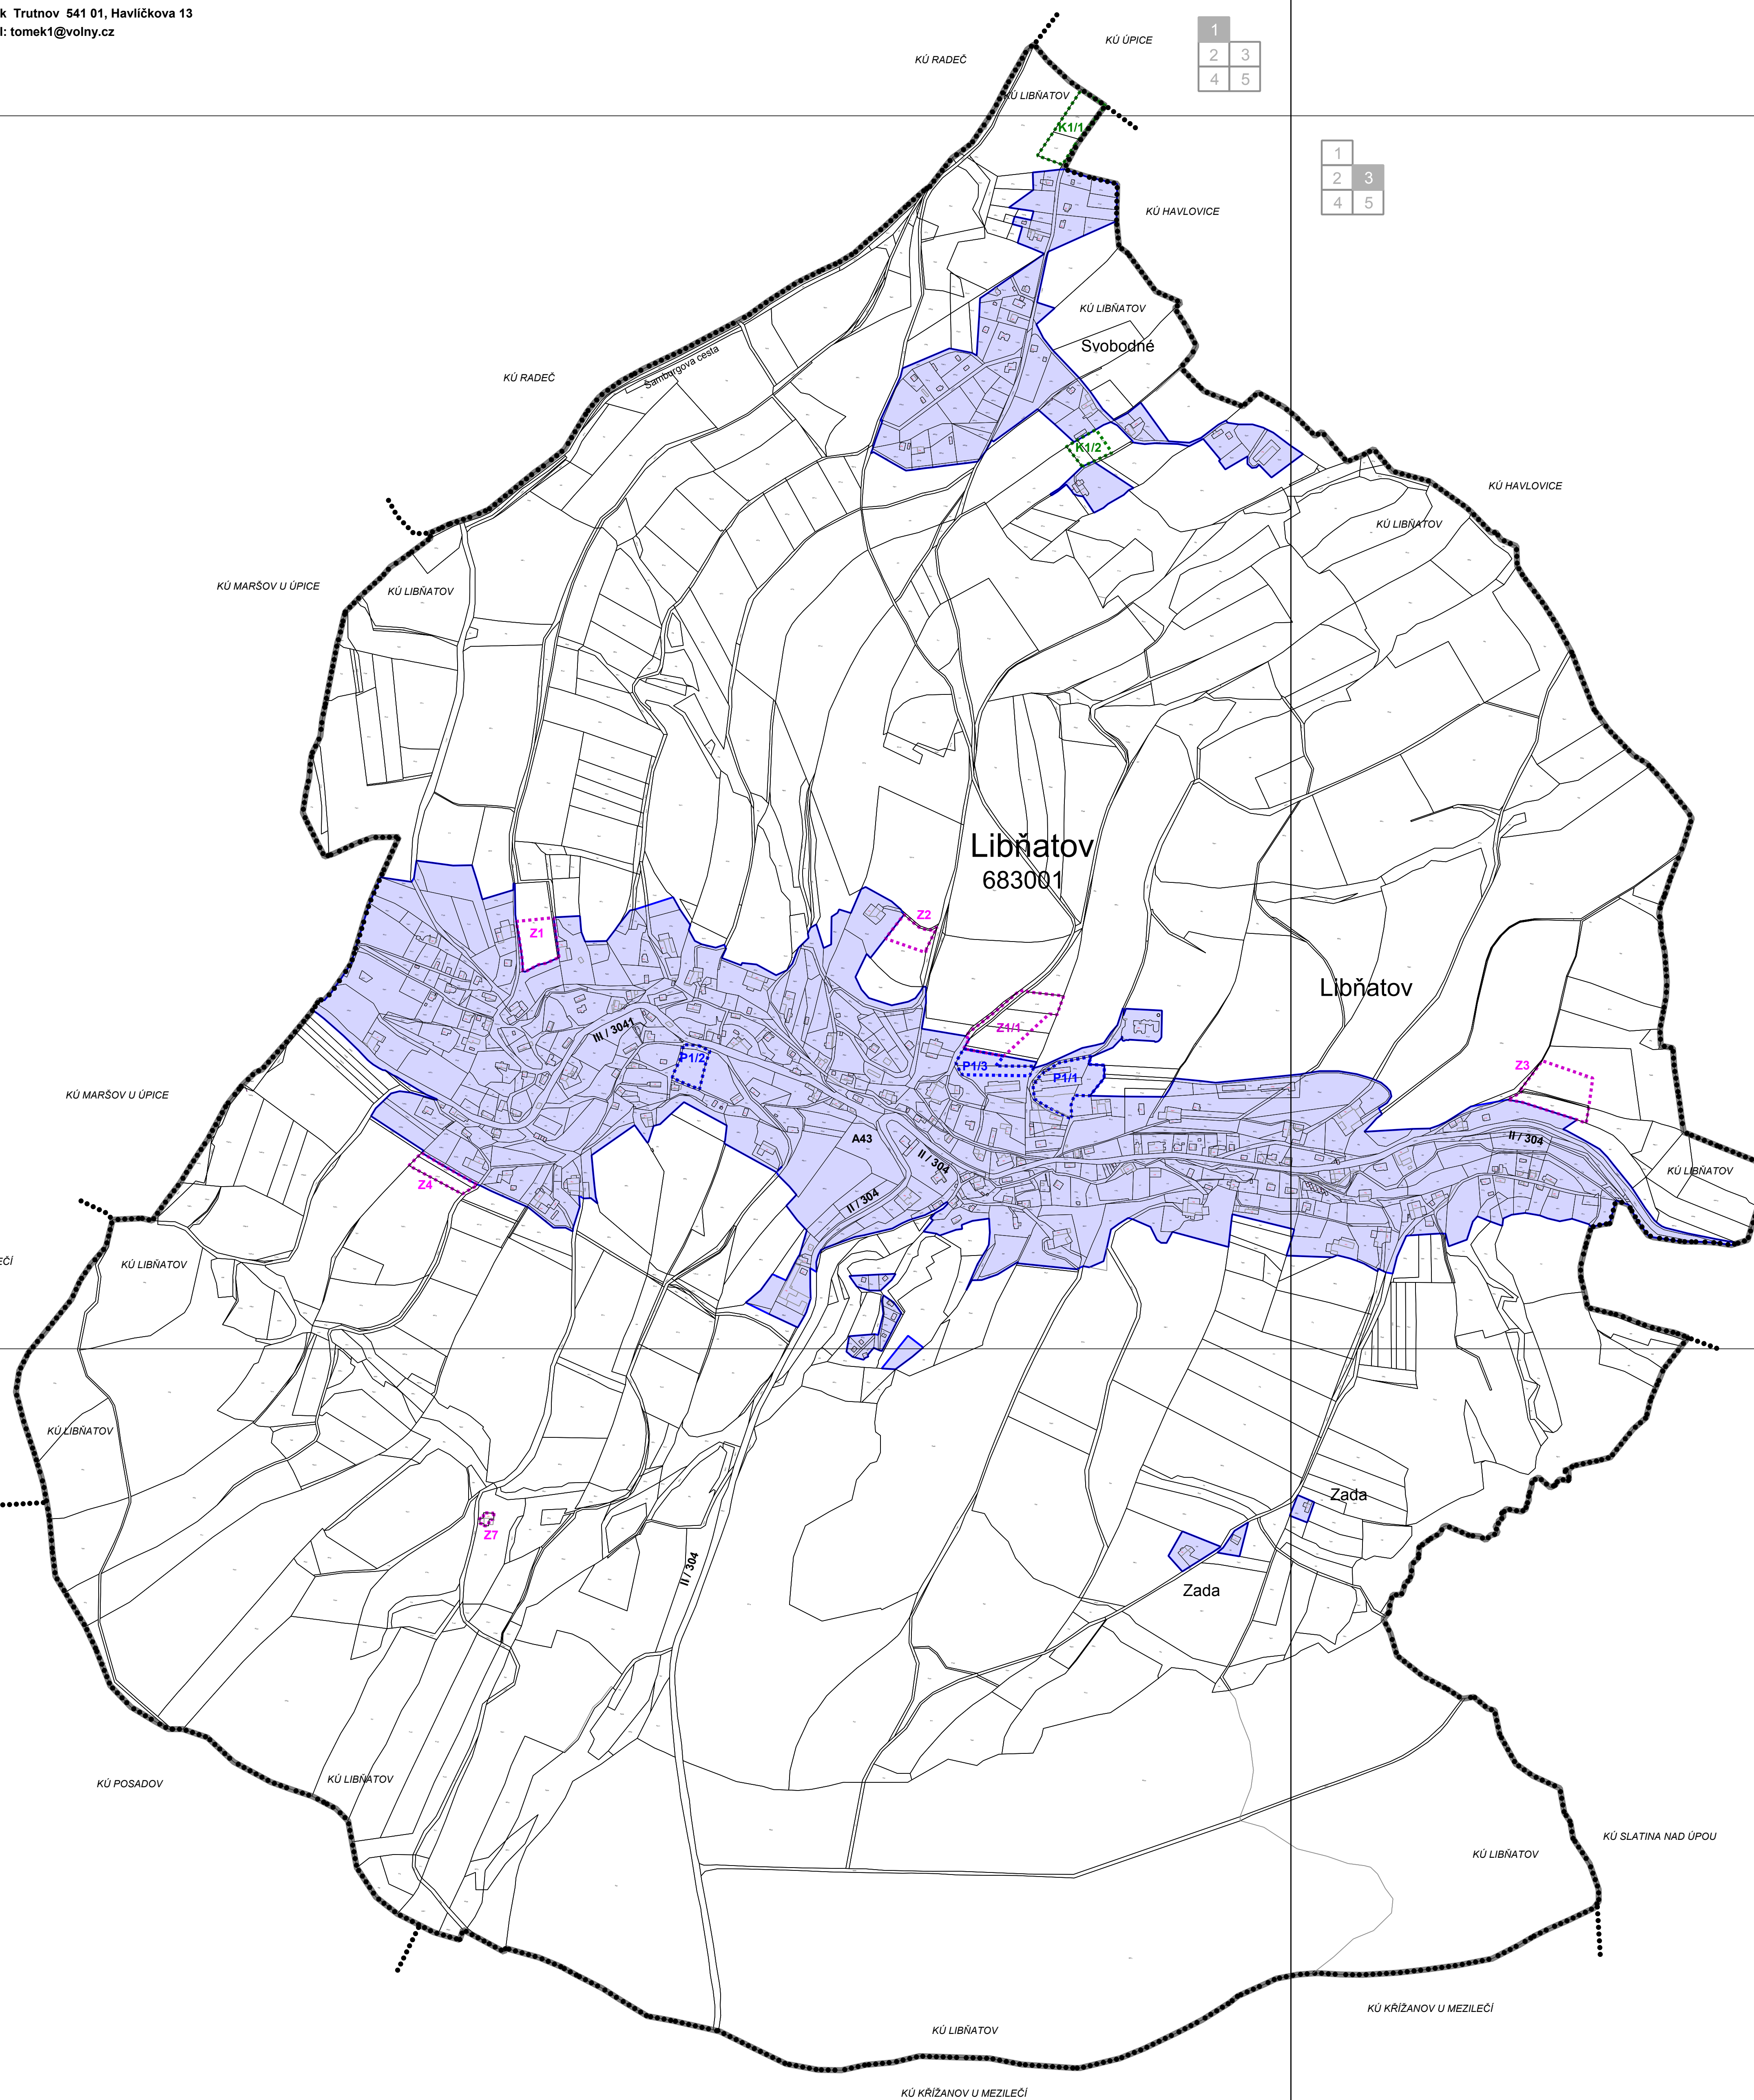 k Trutnov 541 01, Havlíčkova 13
l: tomek1@volny.cz
KÚ ÚPICE
KÚ RADEČ
1
2 3
4 5
KÚ LIBŇATOV
K1/1
1
2 3
4 5
KÚ HAVLOVICE
KÚ LIBŇATOV
Svobodné
Šamburgova cesta
KÚ RADEČ
K1/2
KÚ HAVLOVICE
KÚ LIBŇATOV
KÚ MARŠOV U ÚPICE
KÚ LIBŇATOV
Libňatov
683001
Z2
Z1
Libňatov
Z1/1
III / 3041
P1/2
P1/3
P1/1
Z3
KÚ MARŠOV U ÚPICE
A43
II / 304
II / 304
KÚ LIBŇATOV
Z4
II / 304
EČÍ
KÚ LIBŇATOV
KÚ LIBŇATOV
Zada
Z7
II / 304
Zada
KÚ POSADOV
KÚ LIBŇATOV
KÚ SLATINA NAD ÚPOU
KÚ LIBŇATOV
KÚ KŘÍŽANOV U MEZILEČÍ
KÚ LIBŇATOV
KÚ KŘÍŽANOV U MEZILEČÍ